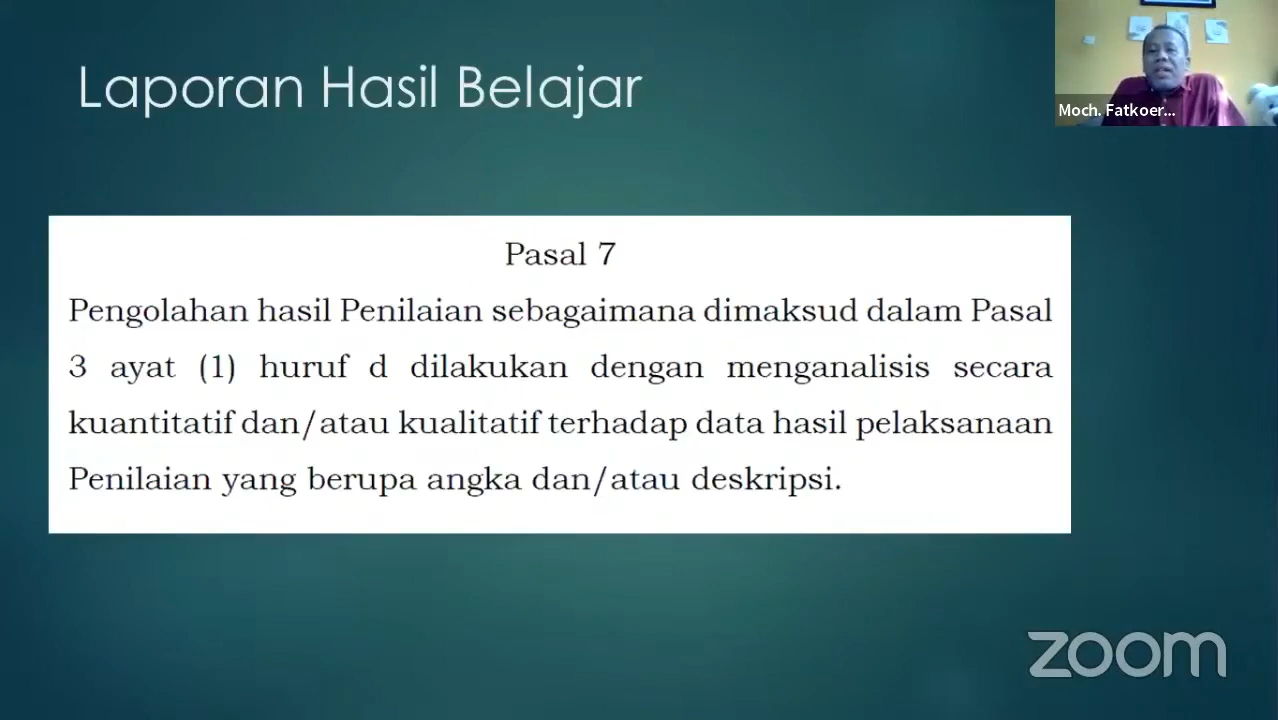 Laporan Hasil Belajar
Moch. Fatkoer...
Pasal 7
Pengolahan hasil Penilaian sebagaimana dimaksud dalam Pasal
3 ayat (1) huruf d dilakukan dengan menganalisis secara
kuantitatif dan/atau kualitatif terhadap data hasil pelaksanaan
Penilaian yang berupa angka dan/atau deskripsi.
zoom